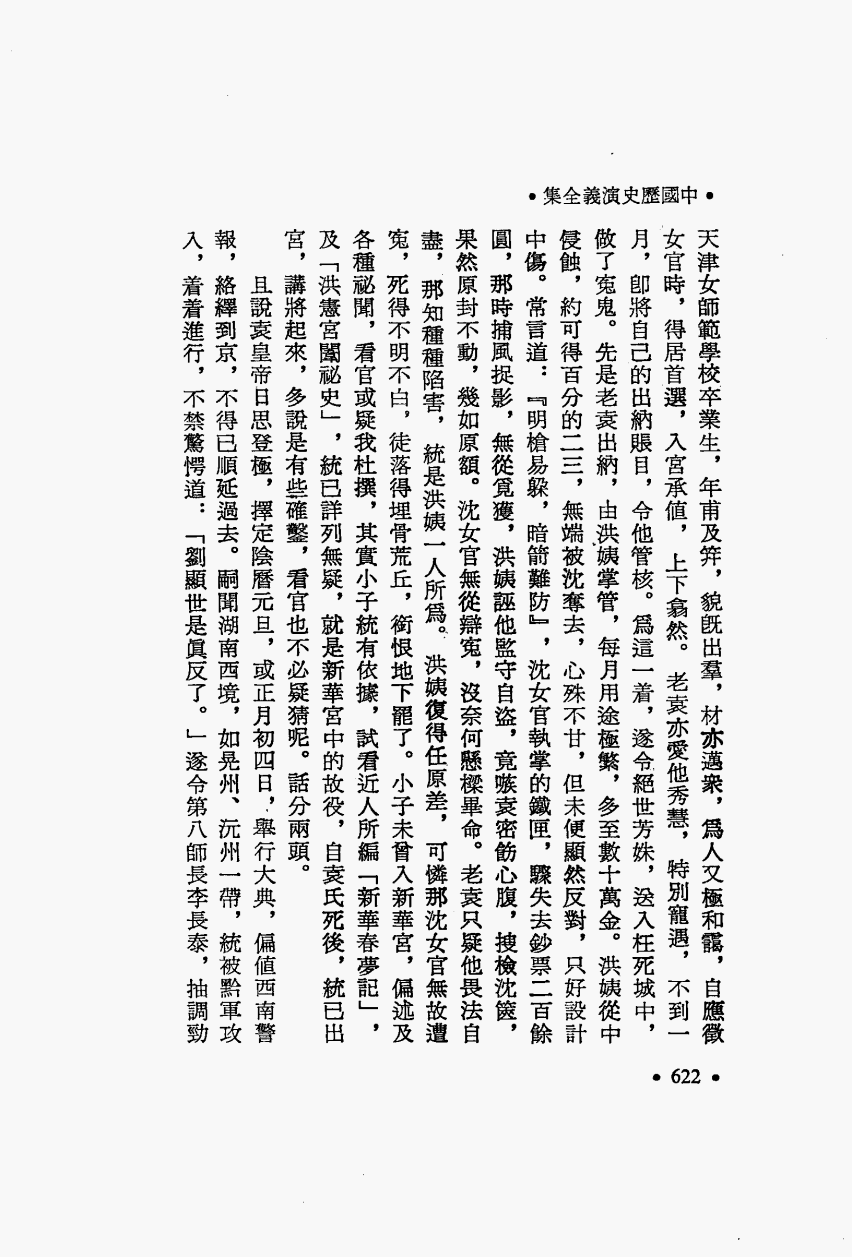 •中國歷史演義全集•
天津女師範學校卒業生，年甫及笄，貌旣出羣，材亦邁衆，爲人又極和靄，自應徵
女官時，得居首選，入宮承值，上下翕然。老袁亦愛他秀慧，特別寵遇，不到一
月，卽將自己的出納賬目，令他管核。爲這一着，遂令絕世芳姝，送入枉死城中，
做了寃鬼。先是老袁出納，由洪姨掌管，每月用途極繁，多至數十萬金。洪姨從中
侵蝕，約可得百分的二三，無端被沈奪去，心殊不甘，但未便顯然反對，只好設計
中傷。常言道：『明槍易躲，暗箭難防』，沈女官執掌的鐵匣，驟失去鈔票二百餘
圓，那時捕風捉影，無從覓獲，洪姨誣他監守自盜，竟嗾袁密飭心腹，搜檢沈篋，
果然原封不動，幾如原額。沈女官無從辯寃，沒奈何懸樑畢命。老袁只疑他畏法自
盡，那知種種陷害，統是洪姨一人所爲。洪姨復得任原差，可憐那沈女官無故遭
寃，死得不明不白，徒落得埋骨荒丘，銜恨地下罷了。小子未曾入新華宮，偏述及
各種祕聞，看官或疑我杜撰，其實小子統有依據，試看近人所編「新華春夢記」，
及「洪憲宮闈祕史」，統已詳列無疑，就是新華宮中的故役，自袁氏死後，統已出
宮，講將起來，多說是有些確鑿，看官也不必疑猜呢。話分兩頭。
且說袁皇帝日思登極，擇定陰曆元旦，或正月初四日，舉行大典，偏值西南警
報，絡繹到京，不得已順延過去。嗣聞湖南西境，如晃州、沅州一帶，統被黔軍攻
入，着着進行，不禁驚愕道：「劉顯世是眞反了。」遂令第八師長李長泰，抽調勁
•622•